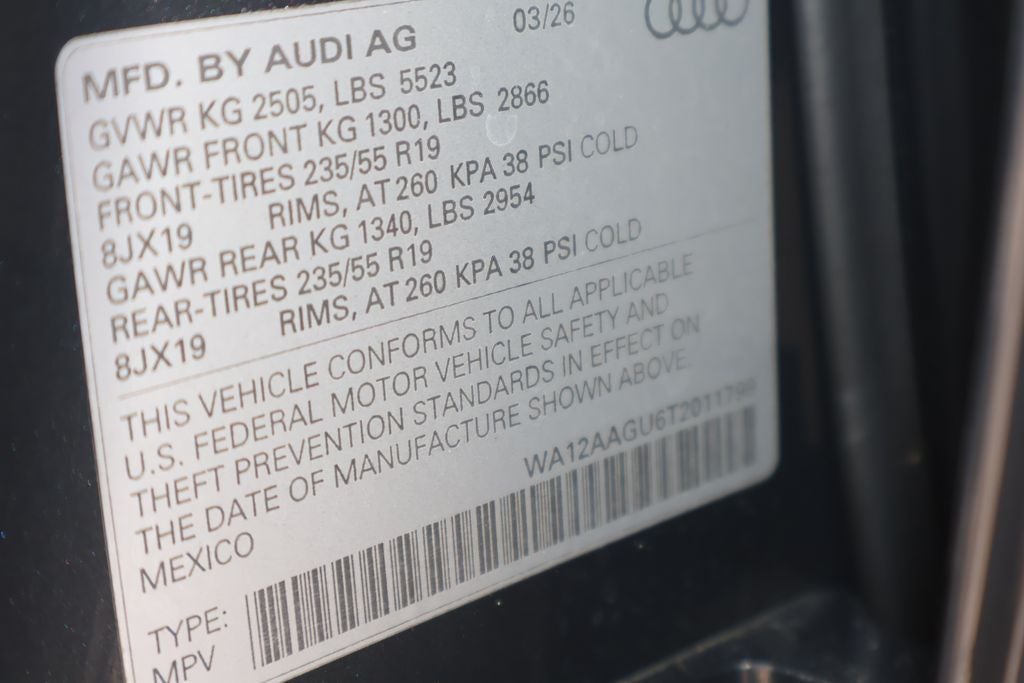 03/26
MFD. BY AUDI AG
GVWR KG 2505, LBS 5523
GAWR FRONT KG 1300, LBS 2866
FRONT-TIRES 235/55 R19
8JX19 RIMS, AT 260 KPA 38 PSI COLD
GAWR REAR KG 1340, LBS 2954
REAR-TIRES 235/55 R19
8JX19 RIMS, AT 260 KPA 38 PSI COLD
THIS VEHICLE CONFORMS TO ALL APPLICABLE
U.S. FEDERAL MOTOR VEHICLE SAFETY AND
THEFT PREVENTION STANDARDS IN EFFECT ON
THE DATE OF MANUFACTURE SHOWN ABOVE.
MEXICO
TYPE:
MPV